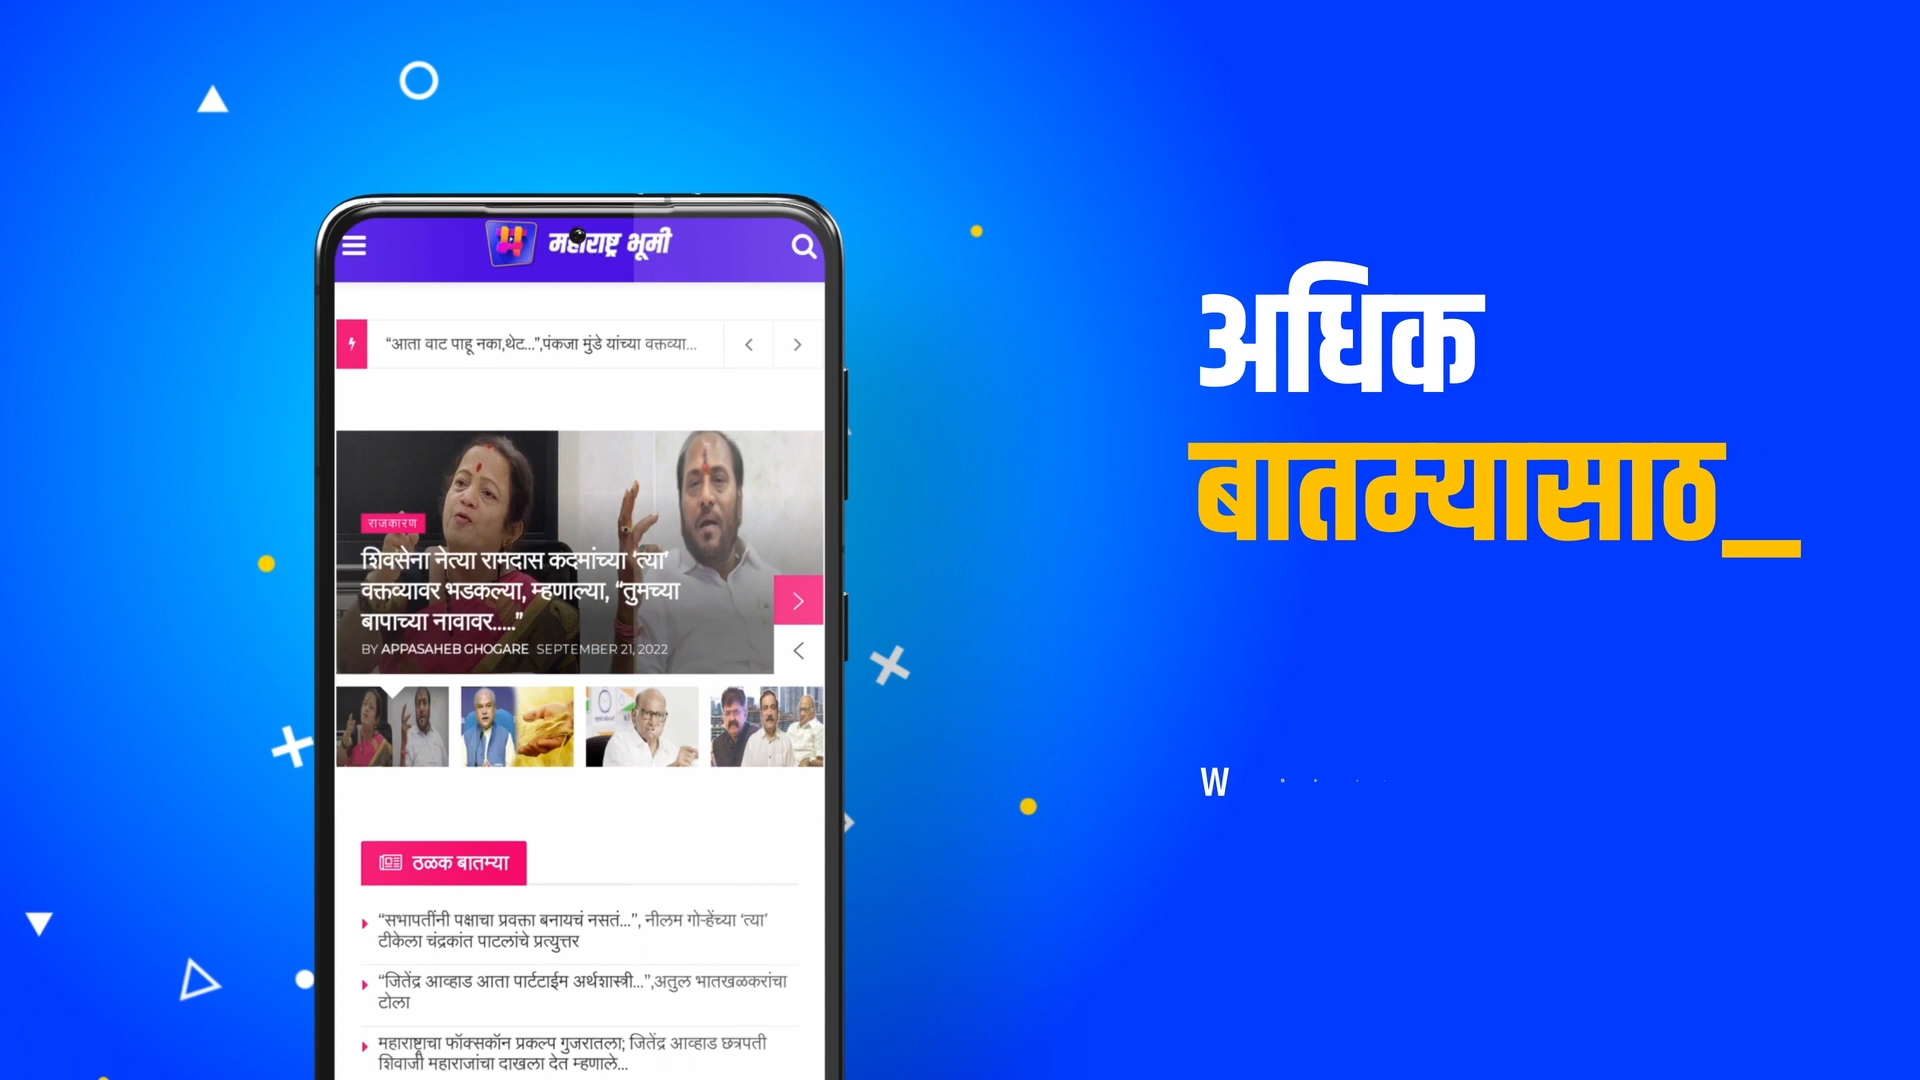 महाराष्ट्र भूमी
“आता वाट पाहू नका,थेट...”,पंकजा मुंडे यांच्या वक्तव्या...
राजकारण
शिवसेना नेत्या रामदास कदमांच्या ‘त्या’
वक्तव्यावर भडकल्या, म्हणाल्या, “तुमच्या
बापाच्या नावावर.....”
BY APPASAHEB GHOGARE SEPTEMBER 21, 2022
ठळक बातम्या
“सभापतींनी पक्षाचा प्रवक्ता बनायचं नसतं...”, नीलम गोऱ्हेंच्या ‘त्या’
टीकेला चंद्रकांत पाटलांचे प्रत्युत्तर
“जितेंद्र आव्हाड आता पार्टटाईम अर्थशास्त्री...”,अतुल भातखळकरांचा
टोला
महाराष्ट्राचा फॉक्सकॉन प्रकल्प गुजरातला; जितेंद्र आव्हाड छत्रपती
शिवाजी महाराजांचा दाखला देत म्हणाले...
अधिक
बातम्यासाठ_
W